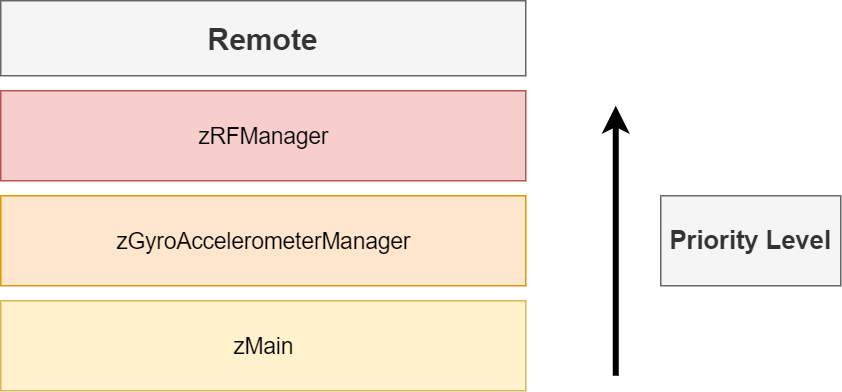 Remote
zRFManager
zGyroAccelerometerManager
Priority Level
zMain